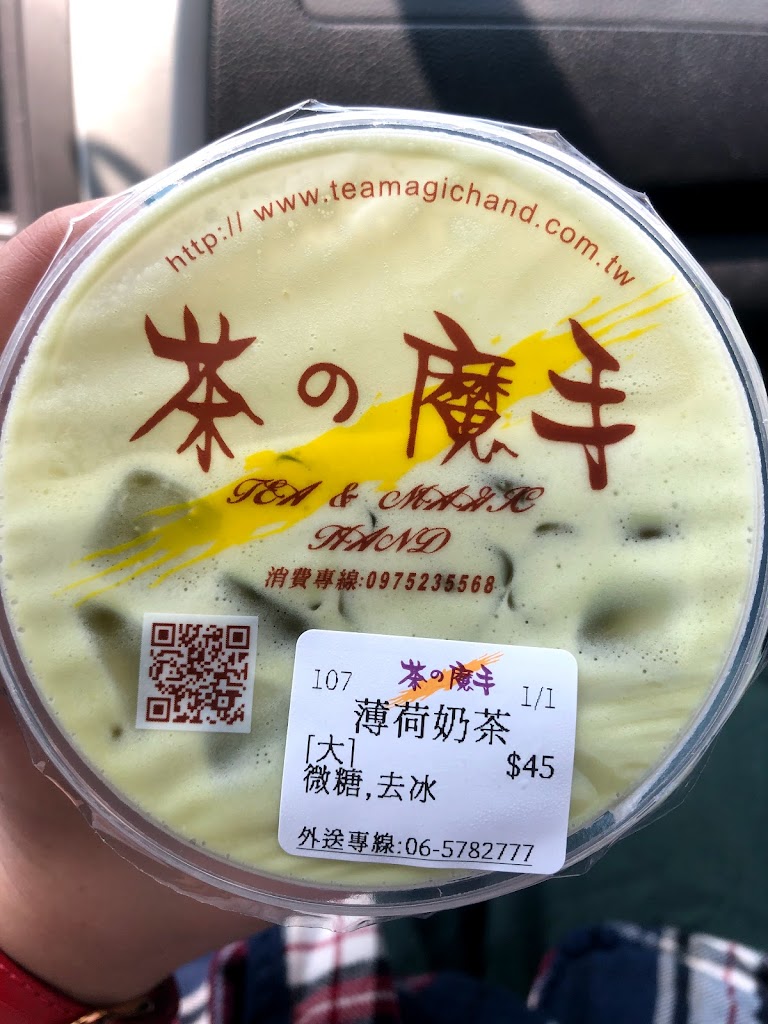 http:// www.teamagichand.com.tw
茶の魔手
TEA & MAGIC
HAND
消費專線:0975235568
107 茶の魔手 1/1
薄荷奶茶
[大] $45
微糖,去冰
外送專線:06-5782777